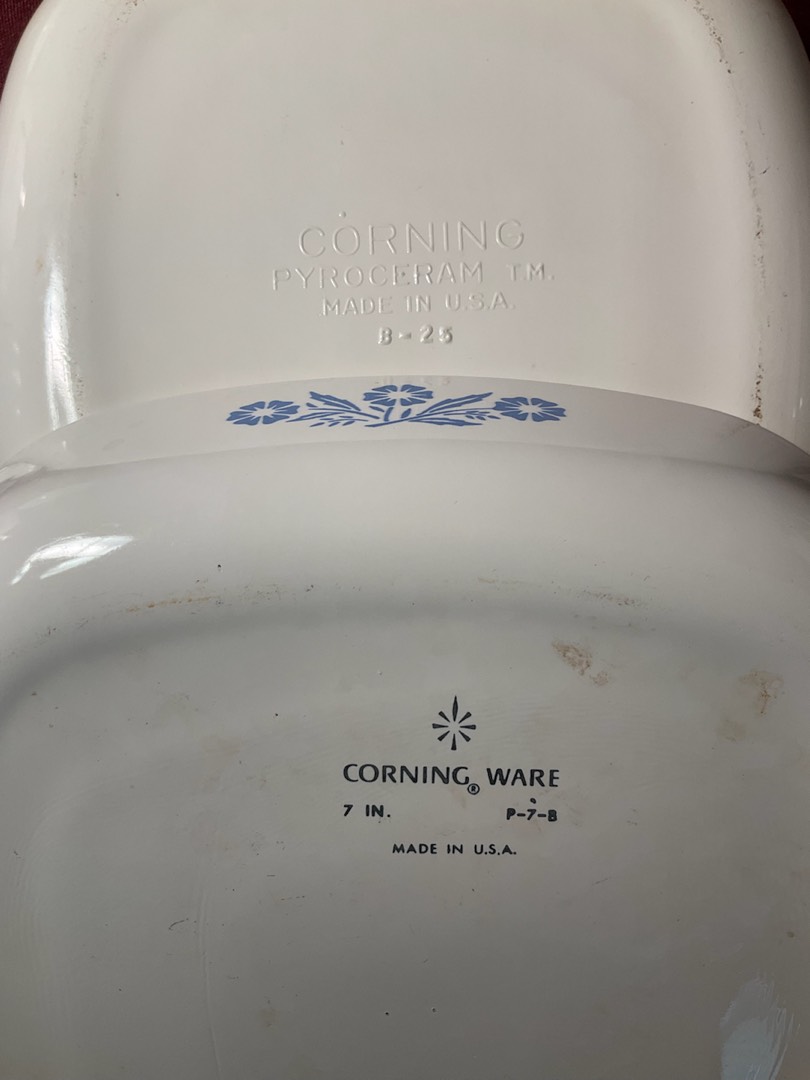 CORNING
PYROCERAM T.M.
MADE IN U.S.A.
B-25
CORNING® WARE
7 IN. P-7-B
MADE IN U.S.A.